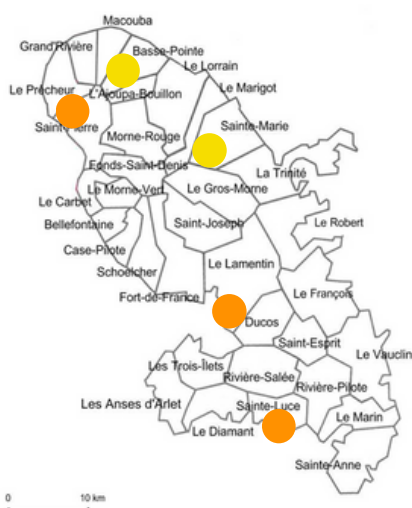 Macouba
Grand'Rivière
Basse-Pointe
Le Lorrain
Le Prêcheur
L'Ajoupa-Bouillon
Le Marigot
Sainte-Marie
Morne-Rouge
Fonds-Saint-Denis
La Trinité
Le Morne-Vert
Le Gros-Morne
Le Carbet
Bellefontaine
Saint-Joseph
Le Robert
Case-Pilote
Le Lamentin
Schoelcher
Le François
Fort-de-France
Ducos
Saint-Esprit
Le Vauclin
Les Trois-Îlets
Rivière-Salée
Rivière-Pilote
Les Anses d'Arlet
Sainte-Luce
Le Marin
Le Diamant
Sainte-Anne
0 10 km